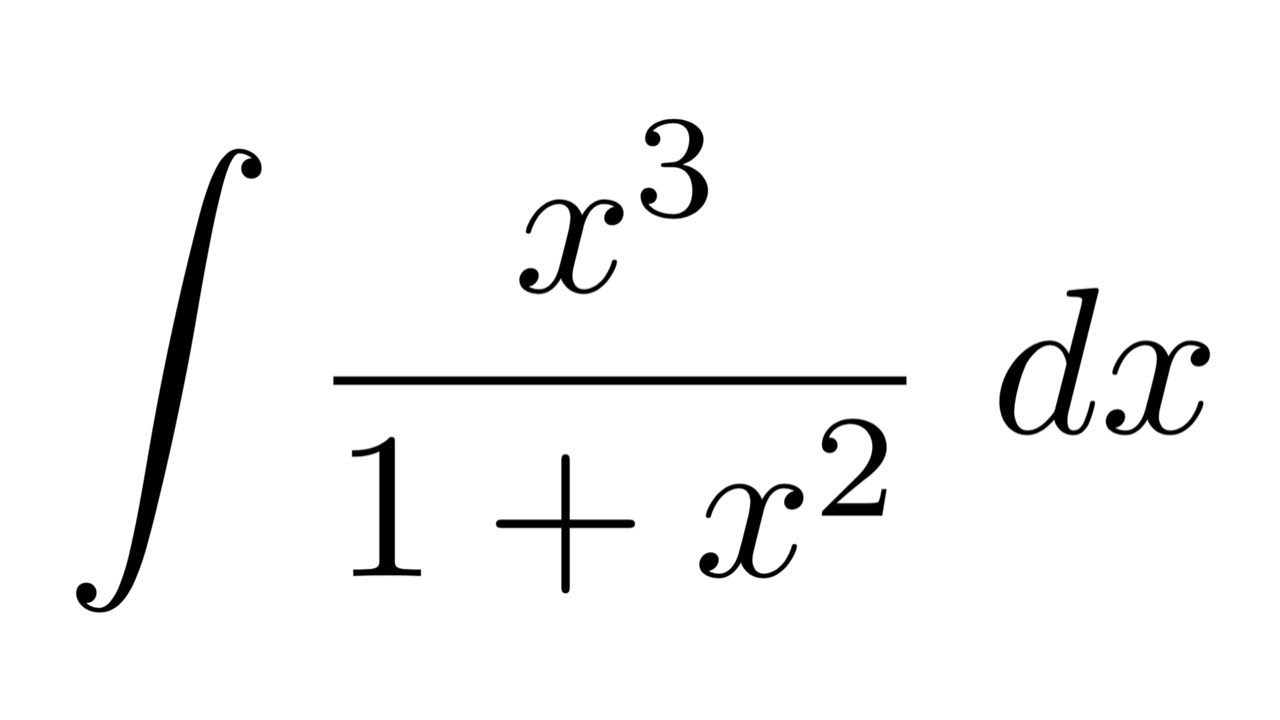 ∫ x³/(1 + x²) dx